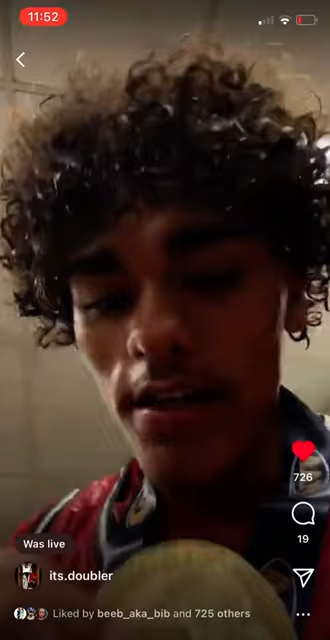 11:52
726
19
Was live
its.doubler
Liked by beeb_aka_bib and 725 others